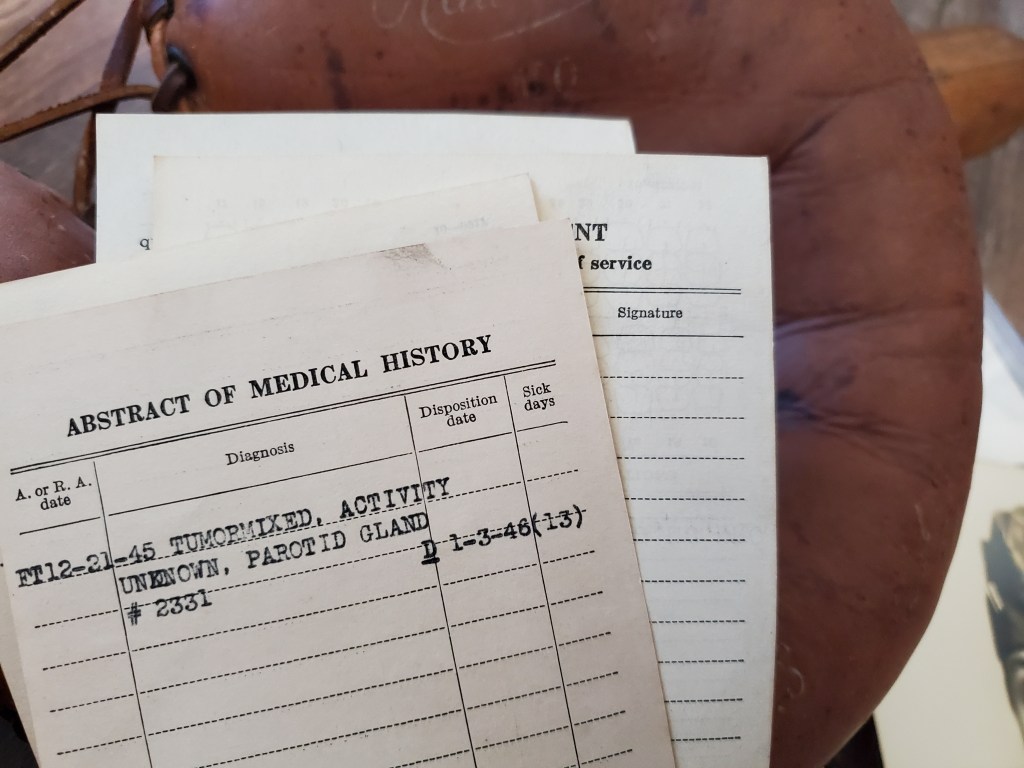 NT
f service
Signature
ABSTRACT OF MEDICAL HISTORY
A. or R. A. date
Diagnosis
Disposition date
Sick days
FT12-21-45 TUMORMIXED, ACTIVITY
UNKNOWN, PAROTID GLAND
D 1-3-46(13)
# 2331